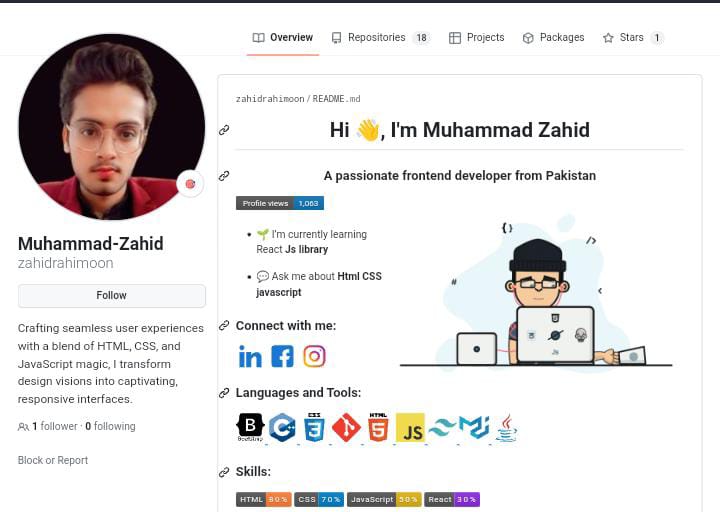 Overview
Repositories 18
Projects
Packages
Stars 1
zahidrahimoon/README.md
Hi 👋, I'm Muhammad Zahid
A passionate frontend developer from Pakistan
Profile views 1,063
🌱 I'm currently learning
React Js library
💬 Ask me about Html CSS
javascript
Connect with me:
in
Languages and Tools:
B
BootStrap
C++
CSS
3
HTML
5
JS
Skills:
HTML 80%
CSS 70%
JavaScript 50%
React 30%
Muhammad-Zahid
zahidrahimoon
Follow
Crafting seamless user experiences
with a blend of HTML, CSS, and
JavaScript magic, I transform
design visions into captivating,
responsive interfaces.
1 follower · 0 following
Block or Report